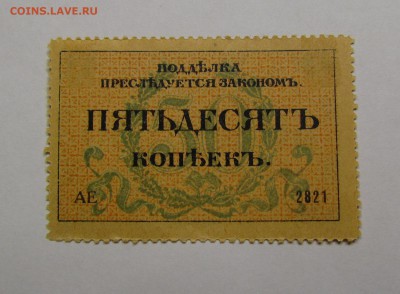 COINS.LAVE.RU
ПОДДѢЛКА
ПРЕСЛѢДУЕТСЯ ЗАКОНОМЪ.
50
ПЯТЬДЕСЯТЪ
КОПѢЕКЪ.
АЕ 2821